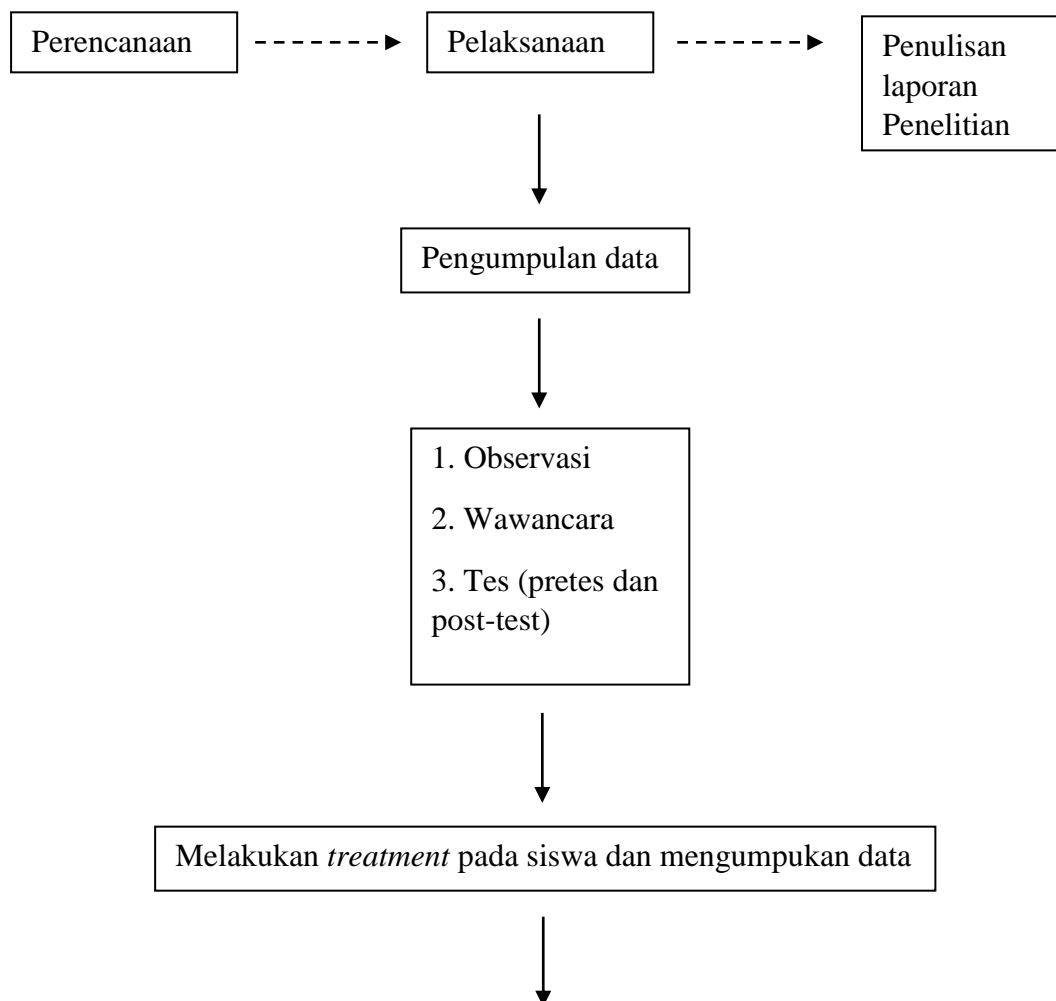 Perencanaan
Pelaksanaan
Penulisan
laporan
Penelitian
Pengumpulan data
1. Observasi
2. Wawancara
3. Tes (pretes dan
post-test)
Melakukan treatment pada siswa dan mengumpukan data